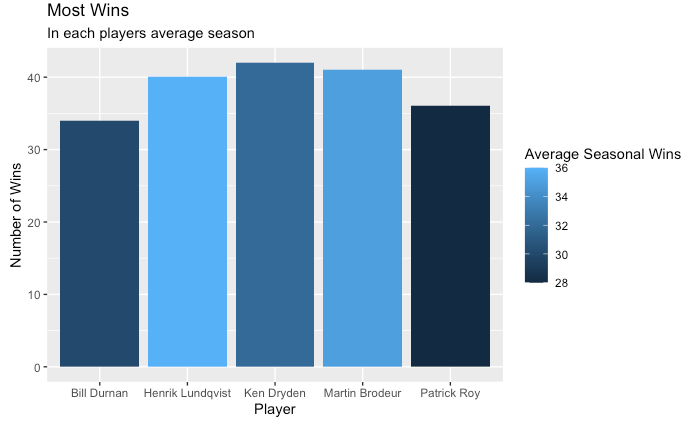 Most Wins
In each players average season
Number of Wins
40
30
20
10
0
Bill Durnan Henrik Lundqvist Ken Dryden Martin Brodeur Patrick Roy
Player
Average Seasonal Wins
36
34
32
30
28